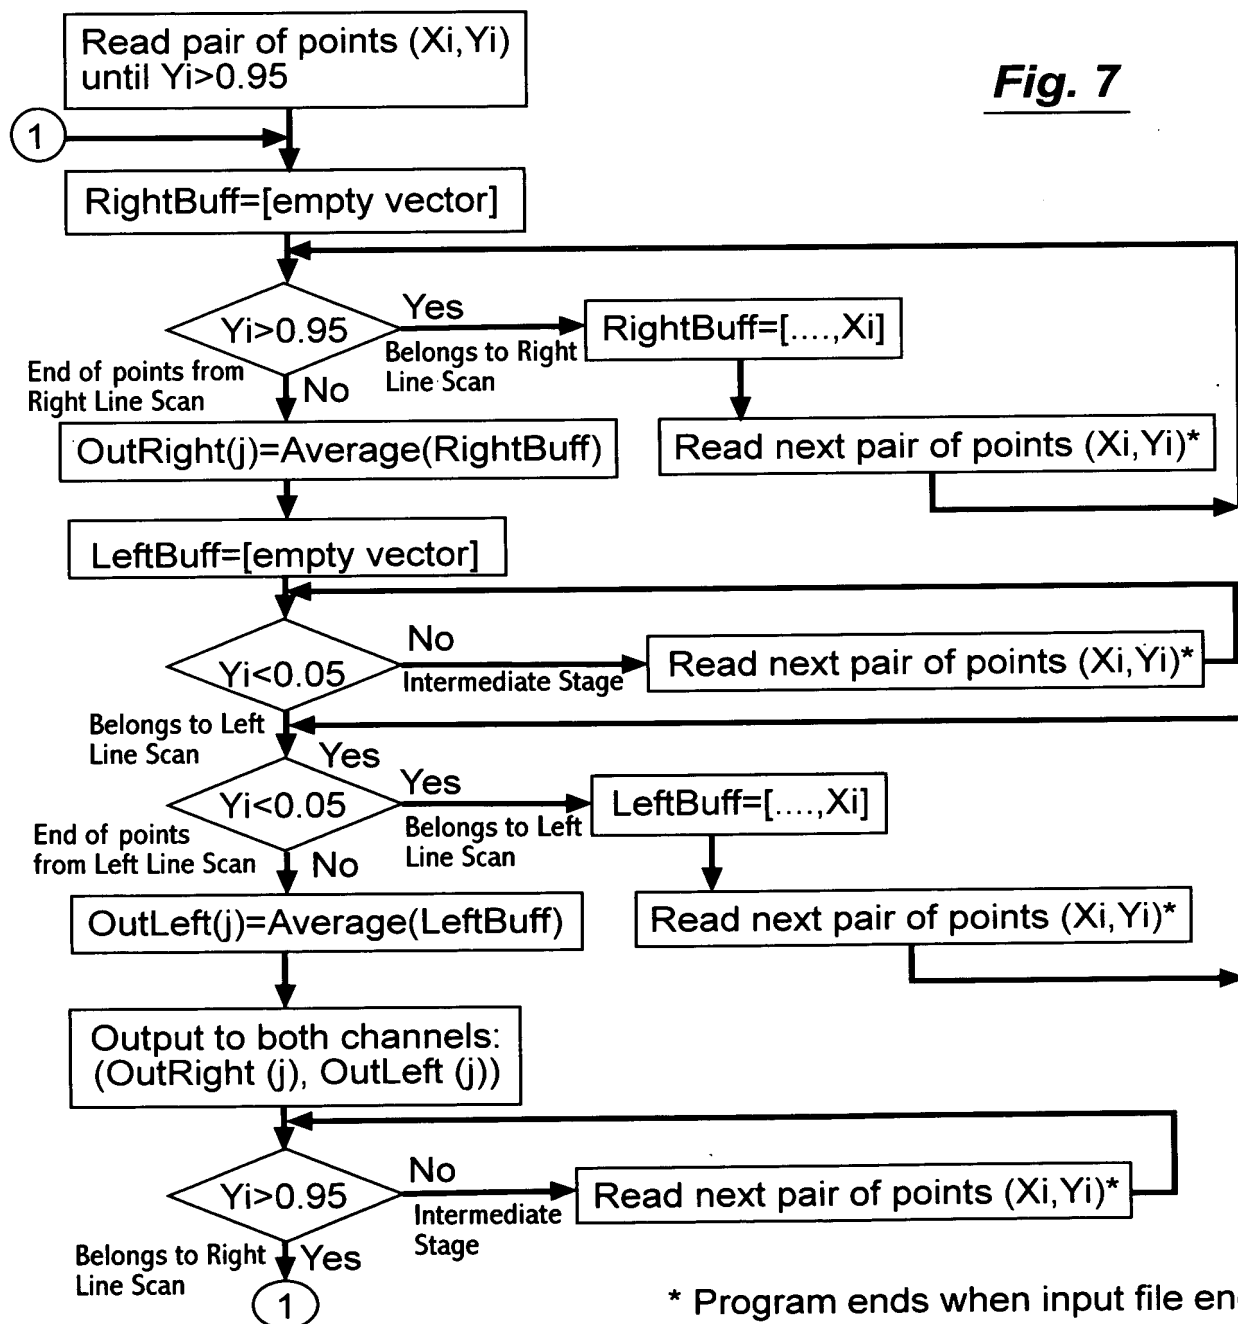 Read pair of points (Xi,Yi)
until Yi>0.95
Fig. 7
1
RightBuff=[empty vector]
Yi>0.95
Yes
Belongs to Right
Line Scan
RightBuff=[....,Xi]
End of points from
Right Line Scan
No
Read next pair of points (Xi,Yi)*
OutRight(j)=Average(RightBuff)
LeftBuff=[empty vector]
Yi<0.05
No
Intermediate Stage
Read next pair of points (Xi,Yi)*
Belongs to Left
Line Scan
Yes
Yi<0.05
Yes
Belongs to Left
Line Scan
LeftBuff=[....,Xi]
End of points
from Left Line Scan
No
Read next pair of points (Xi,Yi)*
OutLeft(j)=Average(LeftBuff)
Output to both channels:
(OutRight (j), OutLeft (j))
Yi>0.95
No
Intermediate
Stage
Read next pair of points (Xi,Yi)*
Belongs to Right
Line Scan
Yes
1
* Program ends when input file